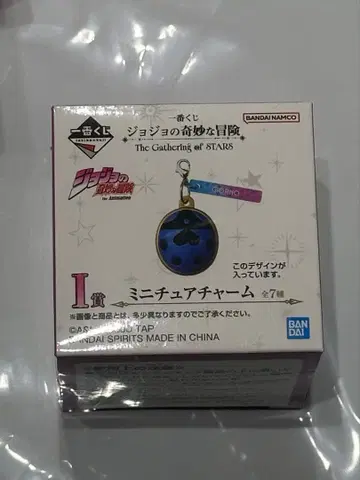 一番くじ
一番くじ
BANDAI NAMCO
ジョジョの奇妙な冒険
The Gathering of STARS
ジョジョの
奇妙な冒険
the Animation
GIORNO
このデザインが
入っています。
I賞
ミニチュアチャーム 全7種
※画像と商品とは、多少異なりますのでご了承ください。
TAP
BANDAI SPIRITS MADE IN CHINA
BAN
DAI